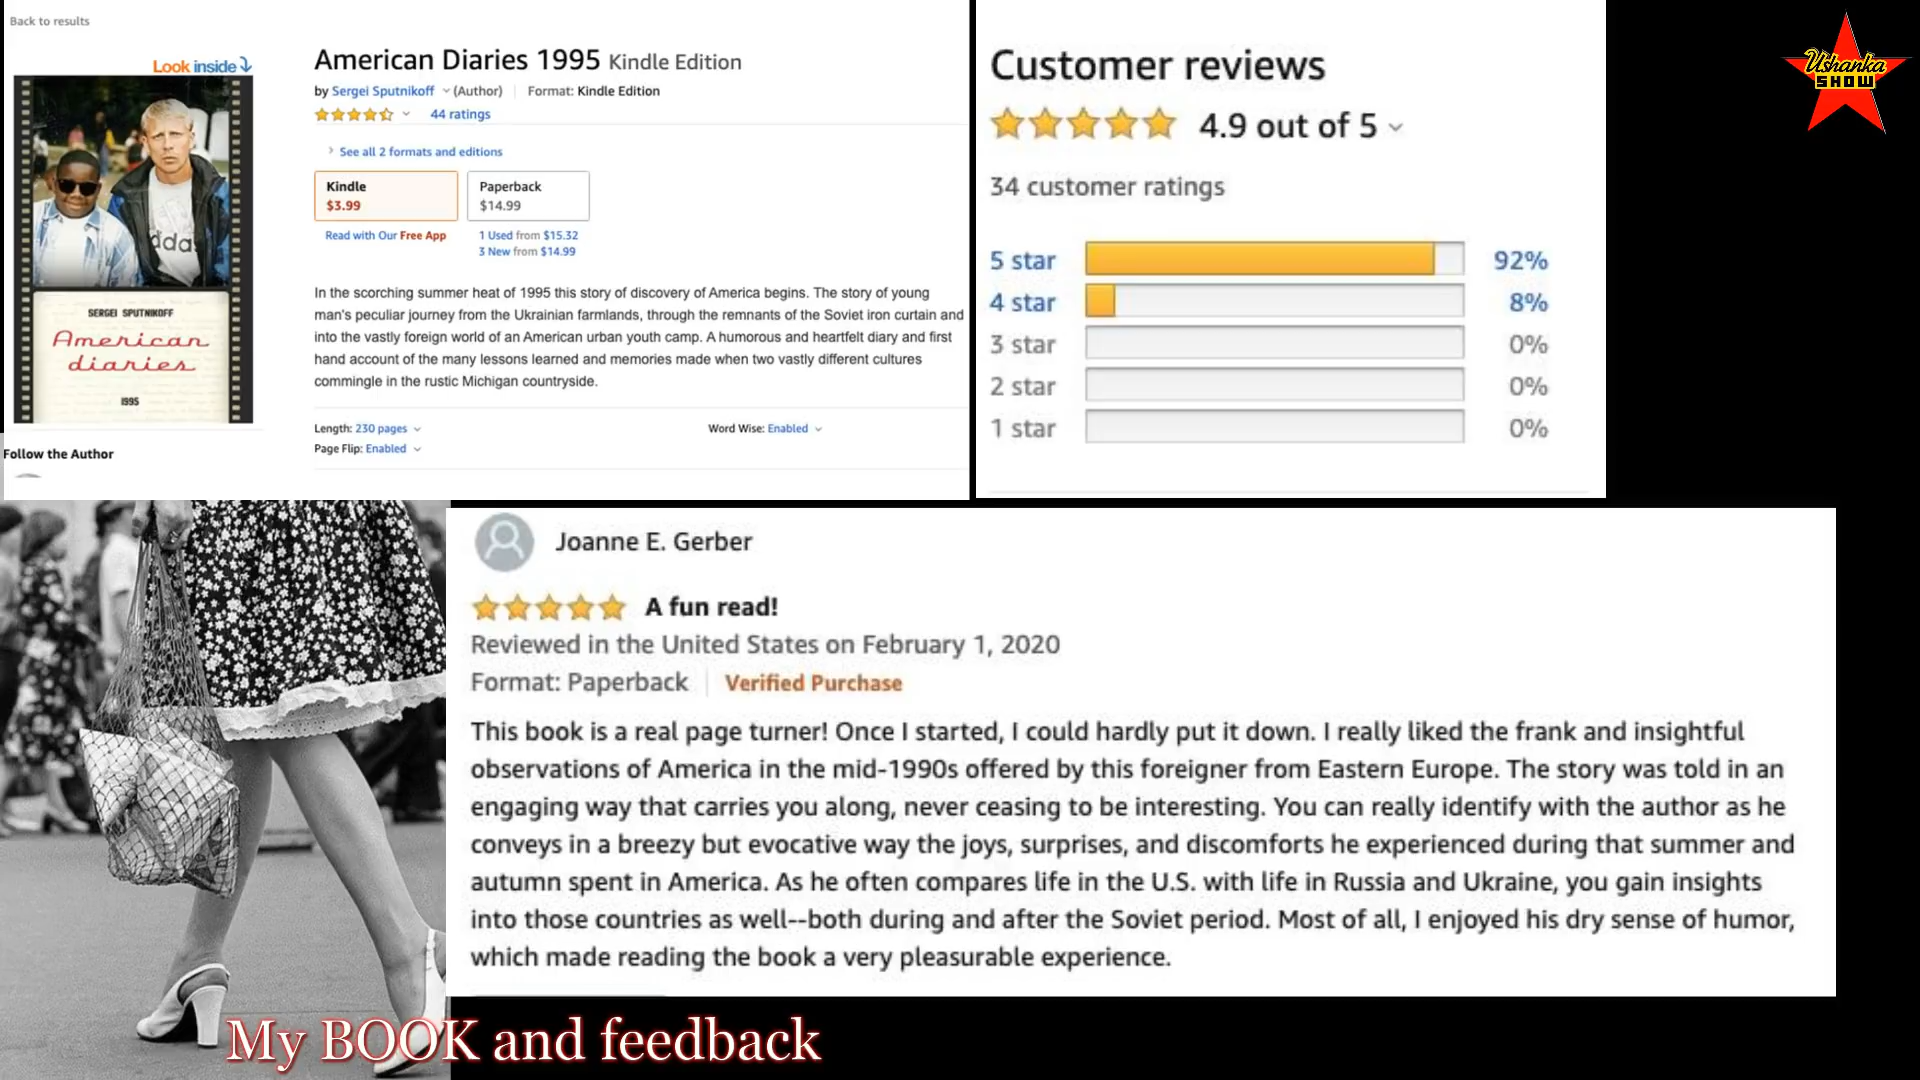 Back to results
Look inside
SERGEI SPUTNIKOFF
American
diaries
1995
Follow the Author
American Diaries 1995 Kindle Edition
by Sergei Sputnikoff (Author) Format: Kindle Edition
44 ratings
See all 2 formats and editions
Kindle
$3.99
Paperback
$14.99
Read with Our Free App
1 Used from $15.32
3 New from $14.99
In the scorching summer heat of 1995 this story of discovery of America begins. The story of young
man's peculiar journey from the Ukrainian farmlands, through the remnants of the Soviet iron curtain and
into the vastly foreign world of an American urban youth camp. A humorous and heartfelt diary and first
hand account of the many lessons learned and memories made when two vastly different cultures
commingle in the rustic Michigan countryside.
Length: 230 pages
Word Wise: Enabled
Page Flip: Enabled
Customer reviews
4.9 out of 5
34 customer ratings
5 star 92%
4 star 8%
3 star 0%
2 star 0%
1 star 0%
Ushanka
SHOW
Joanne E. Gerber
A fun read!
Reviewed in the United States on February 1, 2020
Format: Paperback Verified Purchase
This book is a real page turner! Once I started, I could hardly put it down. I really liked the frank and insightful
observations of America in the mid-1990s offered by this foreigner from Eastern Europe. The story was told in an
engaging way that carries you along, never ceasing to be interesting. You can really identify with the author as he
conveys in a breezy but evocative way the joys, surprises, and discomforts he experienced during that summer and
autumn spent in America. As he often compares life in the U.S. with life in Russia and Ukraine, you gain insights
into those countries as well--both during and after the Soviet period. Most of all, I enjoyed his dry sense of humor,
which made reading the book a very pleasurable experience.
My BOOK and feedback